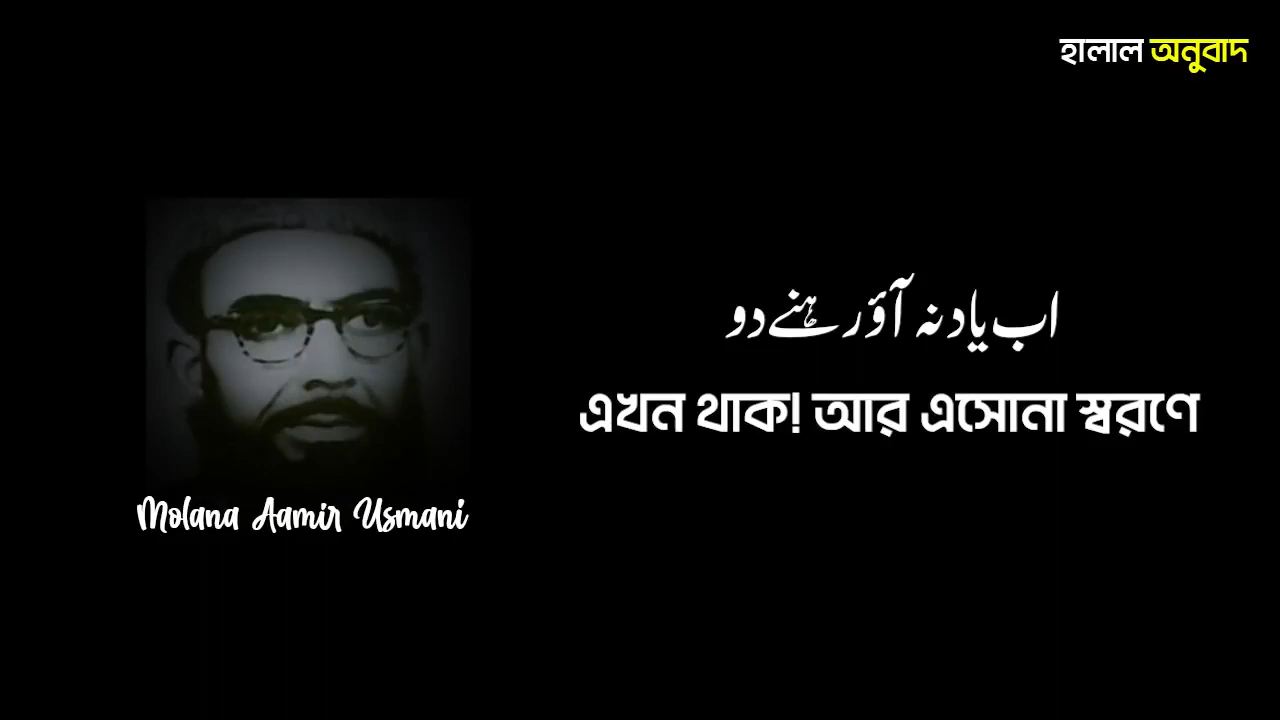 হালাল অনুবাদ
اب یاد نہ آؤ رہنے دو
এখন থাক! আর এসোনা স্বরণে
Molana Aamir Usmani